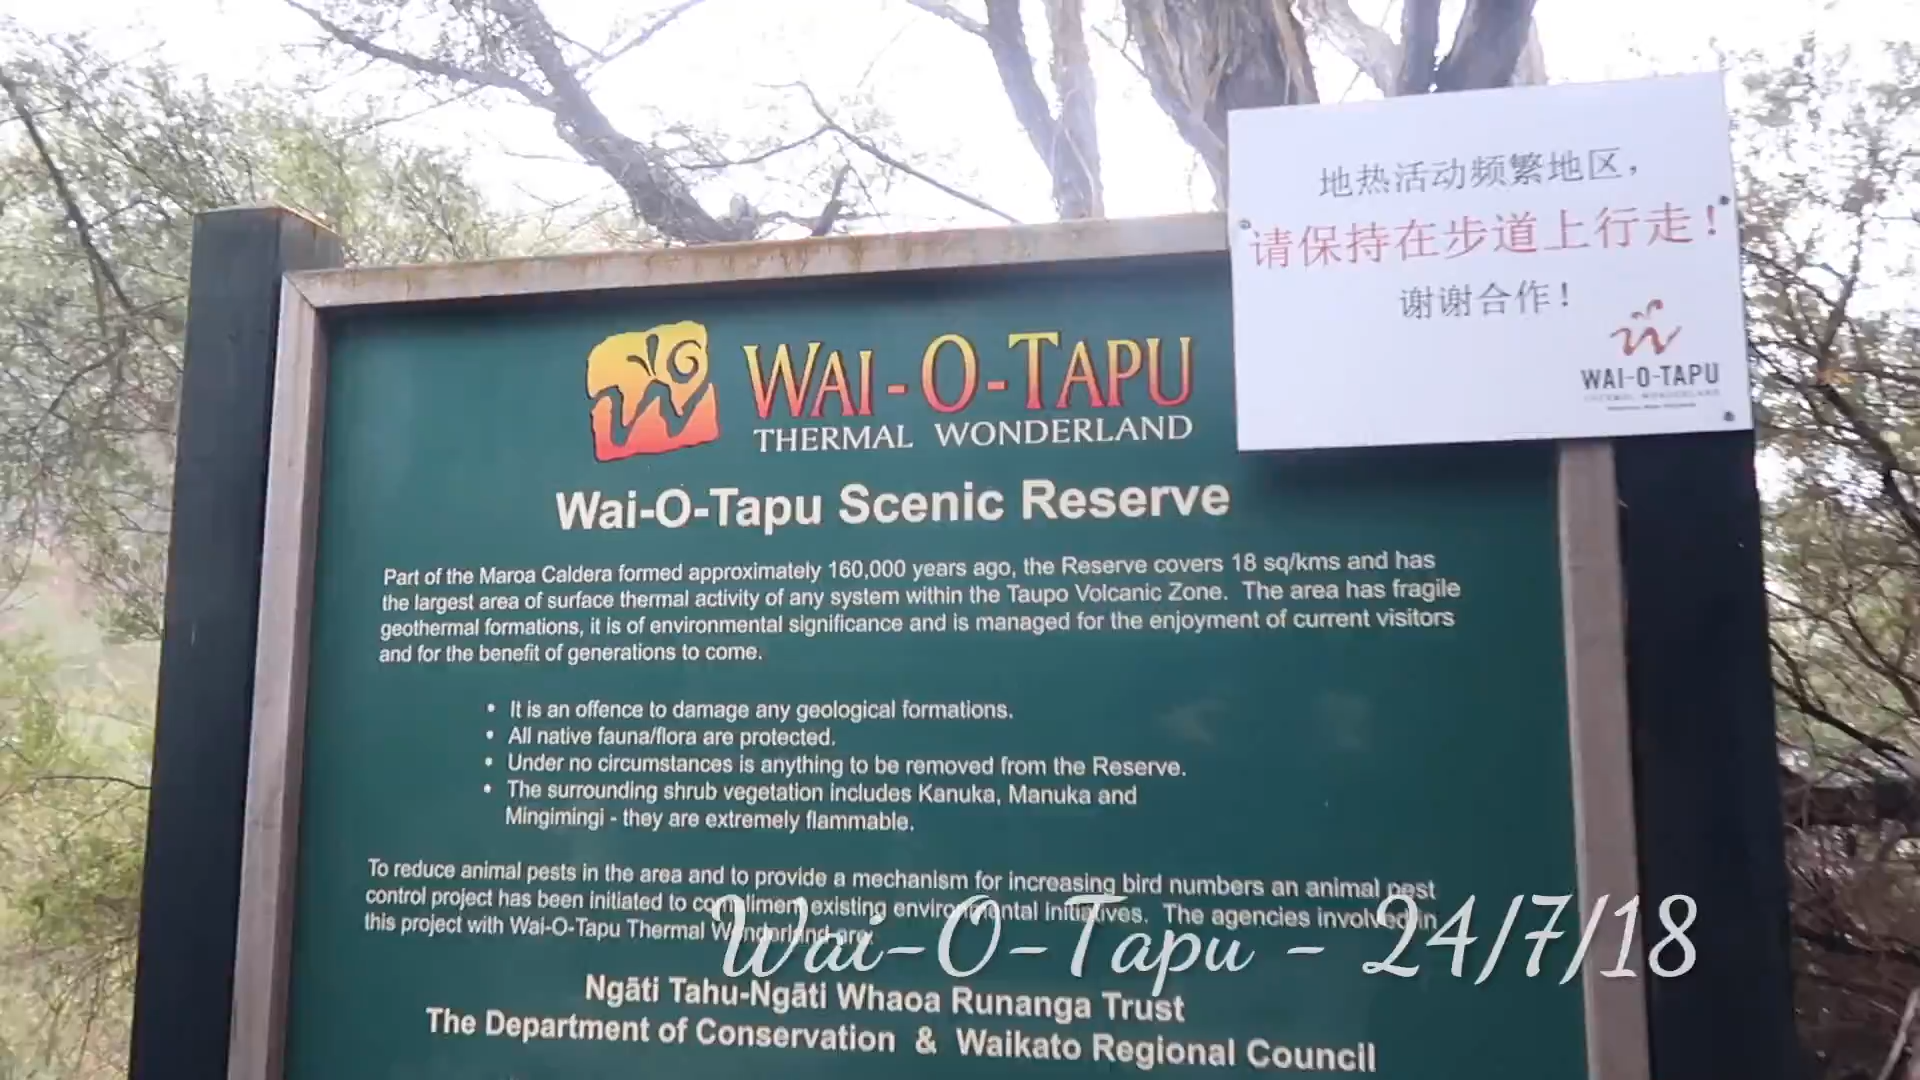 地热活动频繁地区，
请保持在步道上行走！
谢谢合作！
WAI-O-TAPU
WAI-O-TAPU
THERMAL WONDERLAND
Wai-O-Tapu Scenic Reserve
Part of the Maroa Caldera formed approximately 160,000 years ago, the Reserve covers 18 sq/kms and has
the largest area of surface thermal activity of any system within the Taupo Volcanic Zone. The area has fragile
geothermal formations, it is of environmental significance and is managed for the enjoyment of current visitors
and for the benefit of generations to come.
• It is an offence to damage any geological formations.
• All native fauna/flora are protected.
• Under no circumstances is anything to be removed from the Reserve.
• The surrounding shrub vegetation includes Kanuka, Manuka and
Mingimingi - they are extremely flammable.
To reduce animal pests in the area and to provide a mechanism for increasing bird numbers an animal pest
control project has been initiated to compliment existing environmental initiatives. The agencies involved in
this project with Wai-O-Tapu Thermal Wonderland are:
Wai-O-Tapu - 24/7/18
Ngāti Tahu-Ngāti Whaoa Runanga Trust
The Department of Conservation & Waikato Regional Council